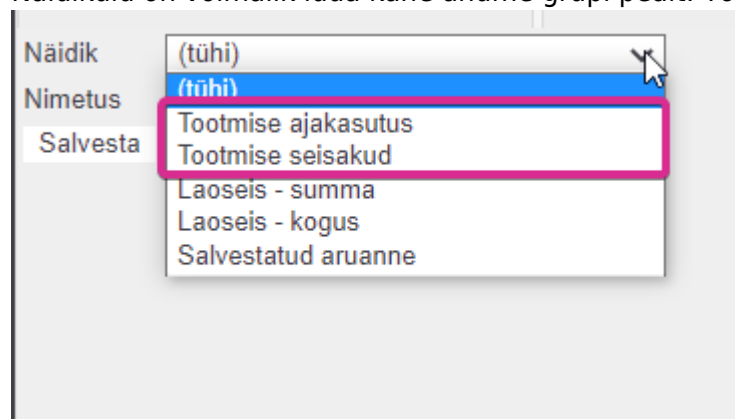 Näidik (tühi)
(tühi)
Nimetus
Tootmise ajakasutus
Salvesta
Tootmise seisakud
Laoseis - summa
Laoseis - kogus
Salvestatud aruanne